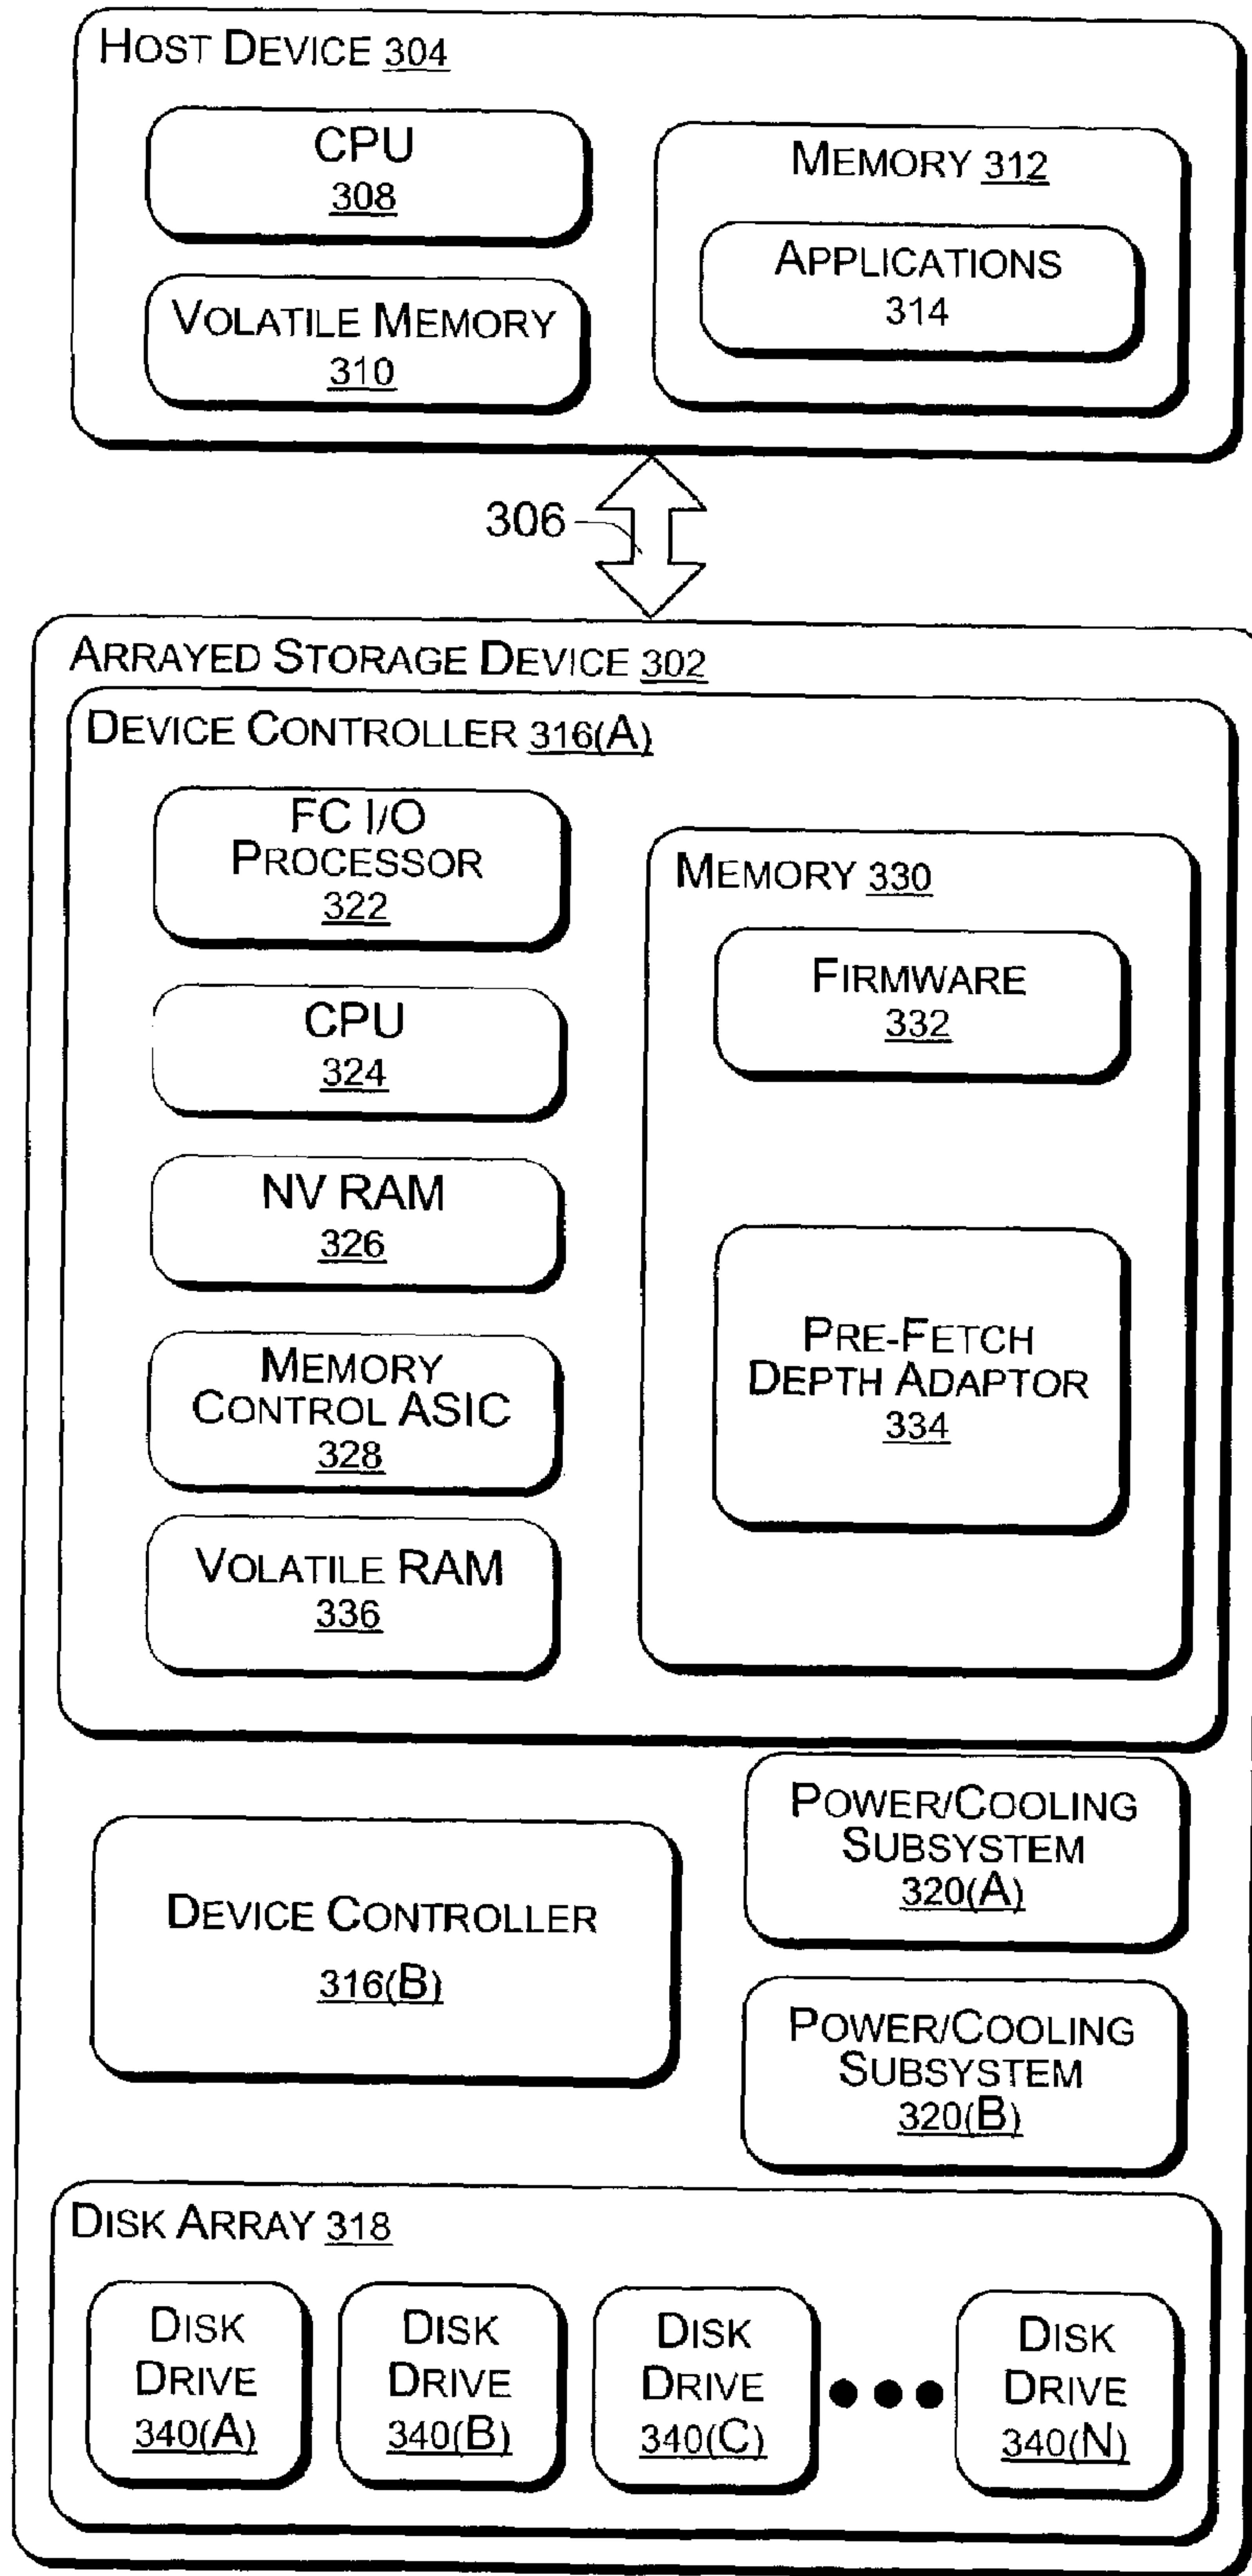 HOST DEVICE 304
CPU
308
VOLATILE MEMORY
310
MEMORY 312
APPLICATIONS
314
306
ARRAYED STORAGE DEVICE 302
DEVICE CONTROLLER 316(A)
FC I/O
PROCESSOR
322
CPU
324
NV RAM
326
MEMORY
CONTROL ASIC
328
VOLATILE RAM
336
MEMORY 330
FIRMWARE
332
PRE-FETCH
DEPTH ADAPTOR
334
DEVICE CONTROLLER
316(B)
POWER/COOLING
SUBSYSTEM
320(A)
POWER/COOLING
SUBSYSTEM
320(B)
DISK ARRAY 318
DISK
DRIVE
340(A)
DISK
DRIVE
340(B)
DISK
DRIVE
340(C)
DISK
DRIVE
340(N)